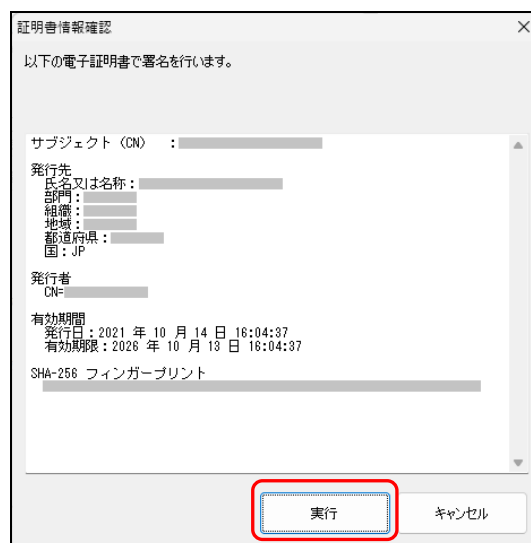 証明書情報確認
以下の電子証明書で署名を行います。
サブジェクト (CN) :
発行先
氏名又は名称:
部門:
組織:
地域:
都道府県:
国:JP
発行者
CN=
有効期間
発行日:2021 年 10 月 14 日 16:04:37
有効期限:2026 年 10 月 13 日 16:04:37
SHA-256 フィンガープリント
実行
キャンセル